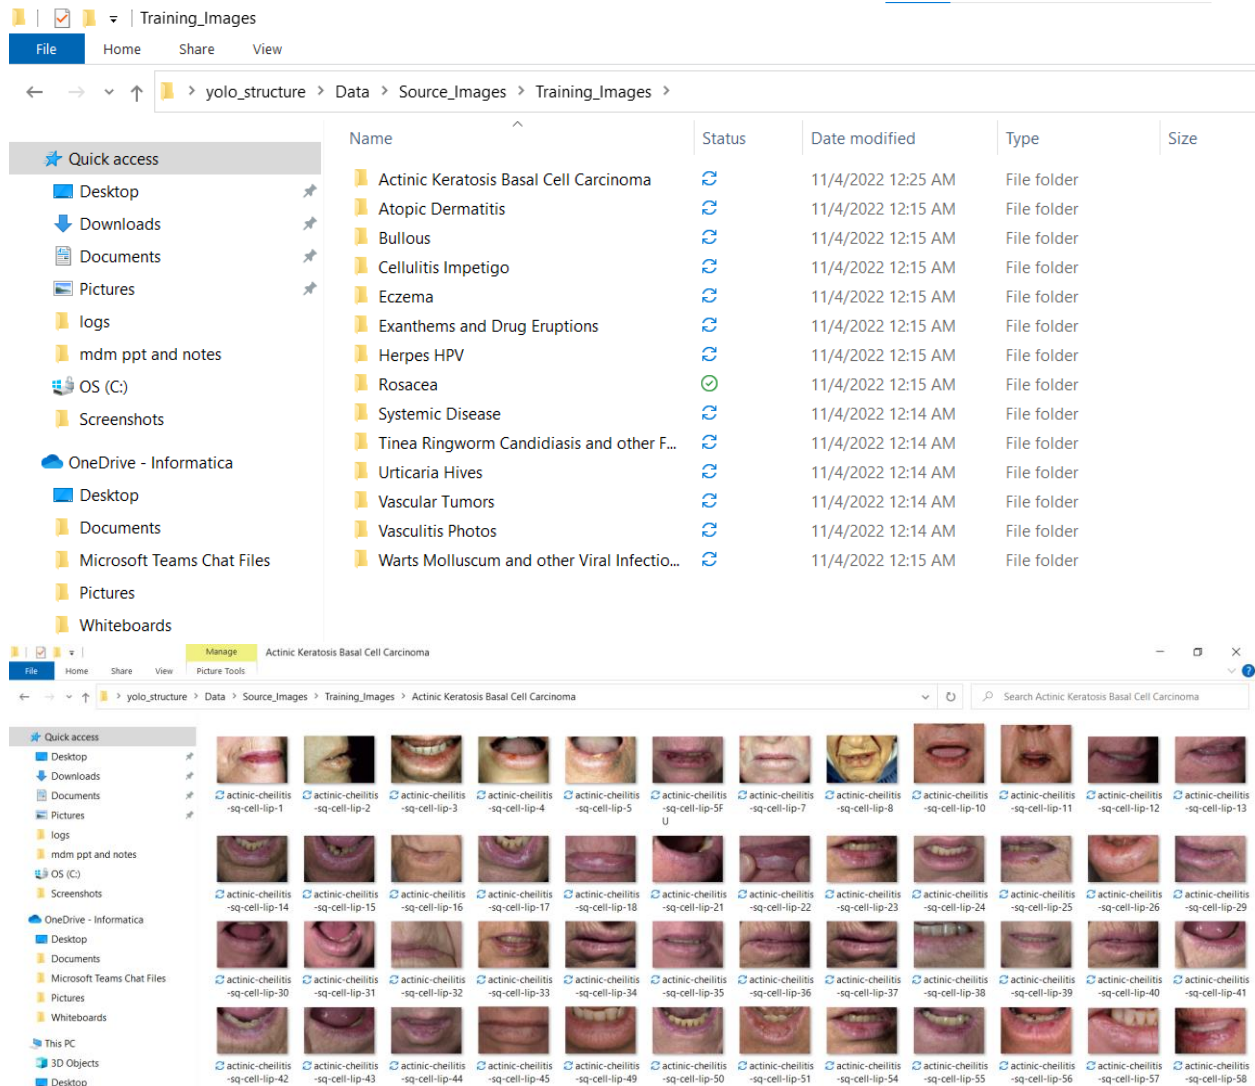 Training_Images
File Home Share View
yolo_structure > Data > Source_Images > Training_Images >
Name Status Date modified Type Size
Quick access
Desktop
Downloads
Documents
Pictures
logs
mdm ppt and notes
OS (C:)
Screenshots
OneDrive - Informatica
Desktop
Documents
Microsoft Teams Chat Files
Pictures
Whiteboards
Actinic Keratosis Basal Cell Carcinoma 11/4/2022 12:25 AM File folder
Atopic Dermatitis 11/4/2022 12:15 AM File folder
Bullous 11/4/2022 12:15 AM File folder
Cellulitis Impetigo 11/4/2022 12:15 AM File folder
Eczema 11/4/2022 12:15 AM File folder
Exanthems and Drug Eruptions 11/4/2022 12:15 AM File folder
Herpes HPV 11/4/2022 12:15 AM File folder
Rosacea 11/4/2022 12:15 AM File folder
Systemic Disease 11/4/2022 12:14 AM File folder
Tinea Ringworm Candidiasis and other F... 11/4/2022 12:14 AM File folder
Urticaria Hives 11/4/2022 12:14 AM File folder
Vascular Tumors 11/4/2022 12:14 AM File folder
Vasculitis Photos 11/4/2022 12:14 AM File folder
Warts Molluscum and other Viral Infectio... 11/4/2022 12:15 AM File folder
Manage Actinic Keratosis Basal Cell Carcinoma
File Home Share View Picture Tools
yolo_structure > Data > Source_Images > Training_Images > Actinic Keratosis Basal Cell Carcinoma Search Actinic Keratosis Basal Cell Carcinoma
Quick access
Desktop
Downloads
Documents
Pictures
logs
mdm ppt and notes
OS (C:)
Screenshots
OneDrive - Informatica
Desktop
Documents
Microsoft Teams Chat Files
Pictures
Whiteboards
This PC
3D Objects
Desktop
actinic-cheilitis actinic-cheilitis actinic-cheilitis actinic-cheilitis actinic-cheilitis actinic-cheilitis actinic-cheilitis actinic-cheilitis actinic-cheilitis actinic-cheilitis actinic-cheilitis actinic-cheilitis
-sq-cell-lip-1 -sq-cell-lip-2 -sq-cell-lip-3 -sq-cell-lip-4 -sq-cell-lip-5 -sq-cell-lip-5F -sq-cell-lip-7 -sq-cell-lip-8 -sq-cell-lip-10 -sq-cell-lip-11 -sq-cell-lip-12 -sq-cell-lip-13
U
actinic-cheilitis actinic-cheilitis actinic-cheilitis actinic-cheilitis actinic-cheilitis actinic-cheilitis actinic-cheilitis actinic-cheilitis actinic-cheilitis actinic-cheilitis actinic-cheilitis actinic-cheilitis
-sq-cell-lip-14 -sq-cell-lip-15 -sq-cell-lip-16 -sq-cell-lip-17 -sq-cell-lip-18 -sq-cell-lip-21 -sq-cell-lip-22 -sq-cell-lip-23 -sq-cell-lip-24 -sq-cell-lip-25 -sq-cell-lip-26 -sq-cell-lip-29
actinic-cheilitis actinic-cheilitis actinic-cheilitis actinic-cheilitis actinic-cheilitis actinic-cheilitis actinic-cheilitis actinic-cheilitis actinic-cheilitis actinic-cheilitis actinic-cheilitis actinic-cheilitis
-sq-cell-lip-30 -sq-cell-lip-31 -sq-cell-lip-32 -sq-cell-lip-33 -sq-cell-lip-34 -sq-cell-lip-35 -sq-cell-lip-36 -sq-cell-lip-37 -sq-cell-lip-38 -sq-cell-lip-39 -sq-cell-lip-40 -sq-cell-lip-41
actinic-cheilitis actinic-cheilitis actinic-cheilitis actinic-cheilitis actinic-cheilitis actinic-cheilitis actinic-cheilitis actinic-cheilitis actinic-cheilitis actinic-cheilitis actinic-cheilitis actinic-cheilitis
-sq-cell-lip-42 -sq-cell-lip-43 -sq-cell-lip-44 -sq-cell-lip-45 -sq-cell-lip-49 -sq-cell-lip-50 -sq-cell-lip-51 -sq-cell-lip-54 -sq-cell-lip-55 -sq-cell-lip-56 -sq-cell-lip-57 -sq-cell-lip-58